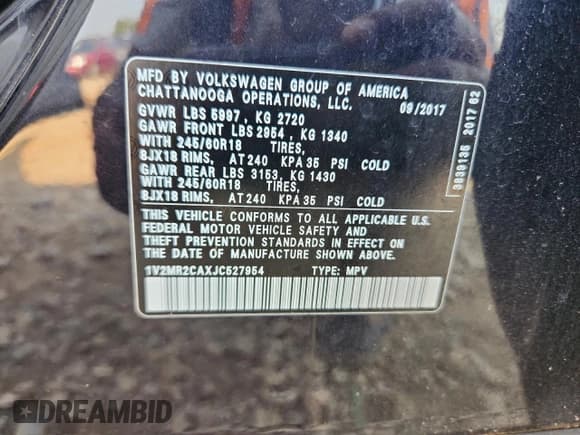 MFD BY VOLKSWAGEN GROUP OF AMERICA
CHATTANOOGA OPERATIONS, LLC. 09/2017
GVWR LBS 5997, KG 2720
GAWR FRONT LBS 2954, KG 1340
WITH 245/60R18 TIRES,
8JX18 RIMS, AT 240 KPA 35 PSI COLD
GAWR REAR LBS 3153, KG 1430
WITH 245/60R18 TIRES,
8JX18 RIMS, AT 240 KPA 35 PSI COLD
THIS VEHICLE CONFORMS TO ALL APPLICABLE U.S.
FEDERAL MOTOR VEHICLE SAFETY AND
THEFT PREVENTION STANDARDS IN EFFECT ON
THE DATE OF MANUFACTURE SHOWN ABOVE.
1V2MR2CAXJC527954 TYPE: MPV
3839135 2017 62
DREAMBID